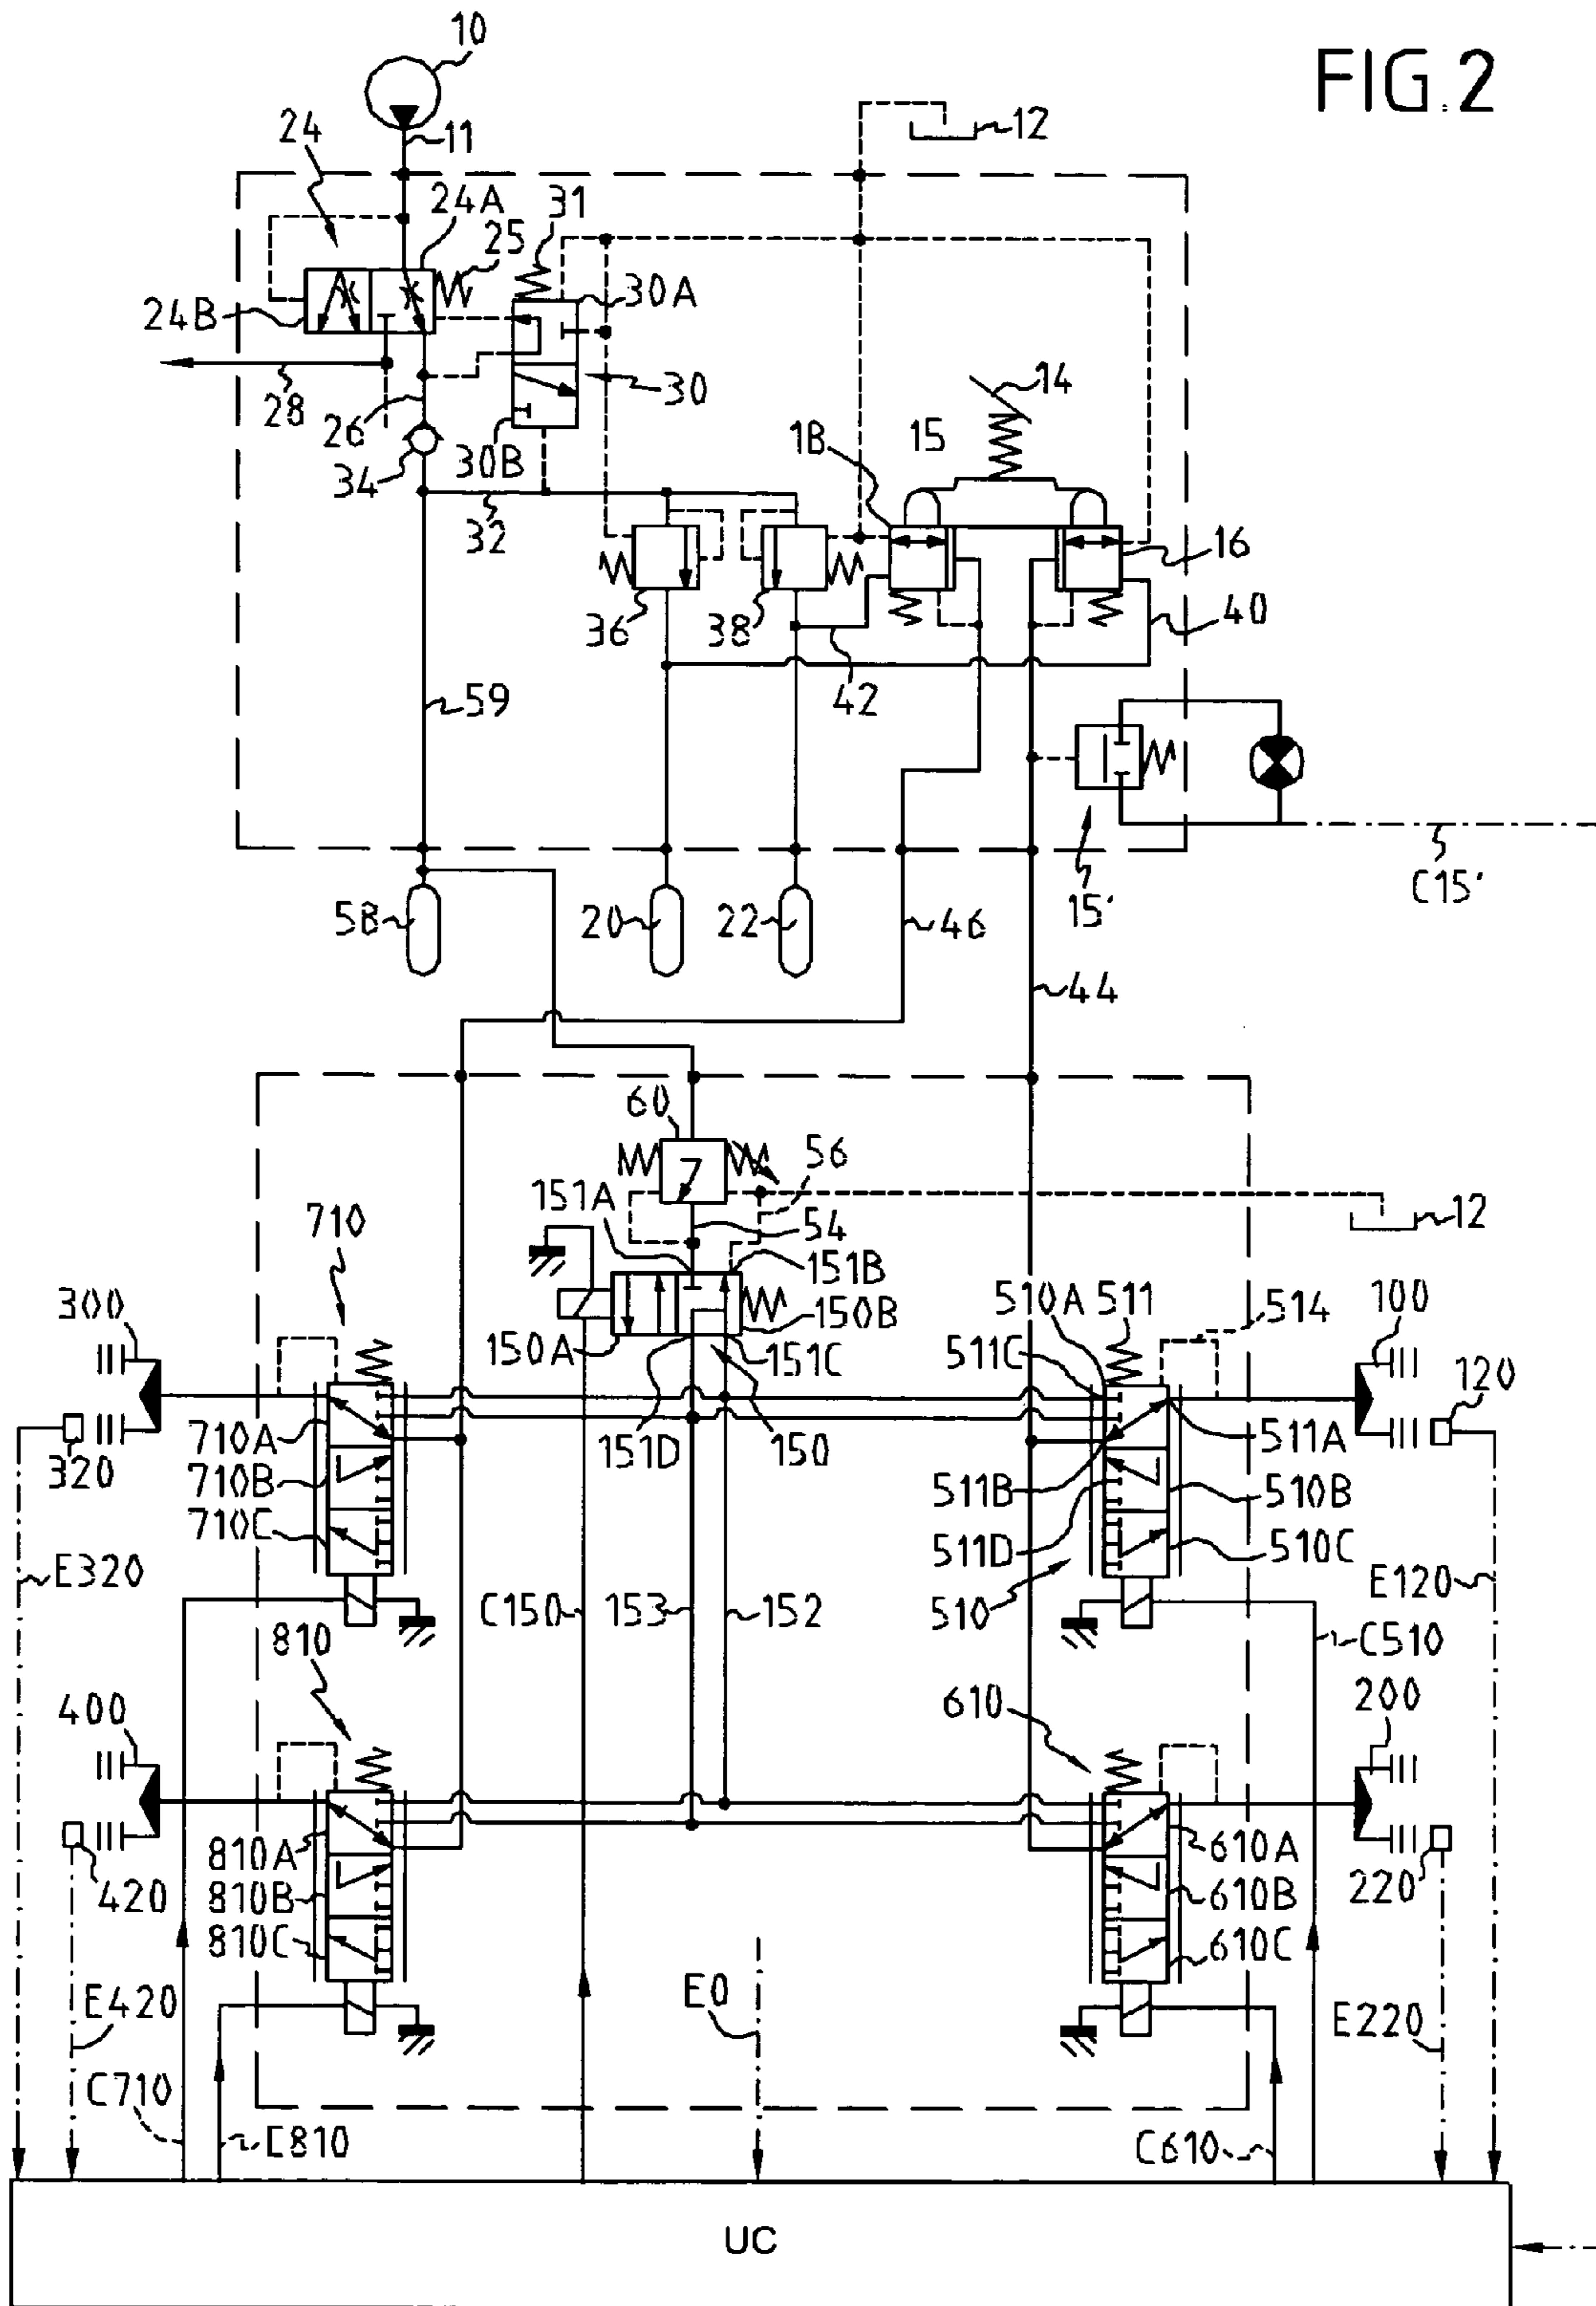 10
FIG.2
24
11
12
24A
31
25
30A
24B
30
14
28
26
18
15
30B
34
32
16
36
38
40
42
59
C15'
58
20
22
46
15'
44
60
56
151A
54
12
710
151B
300
510A
511
514
100
150B
150A
151C
511C
120
710A
151D
150
511A
320
710B
511B
510B
710C
511D
510C
E320
C150
153
152
510
E120
810
C510
400
610
200
810A
610A
420
810B
610B
220
810C
610C
E420
E0
E220
C710
E810
C610
UC